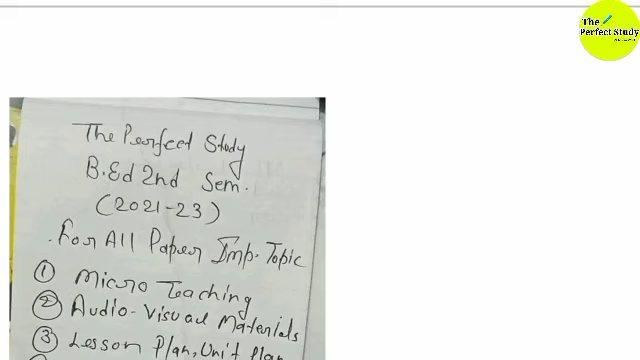 The
Perfect Study
The Perfect Study
B.Ed 2nd Sem.
(2021-23)
For All Paper Imp. Topic
① Micro Teaching
② Audio-Visual Materials
③ Lesson Plan, Unit Plan